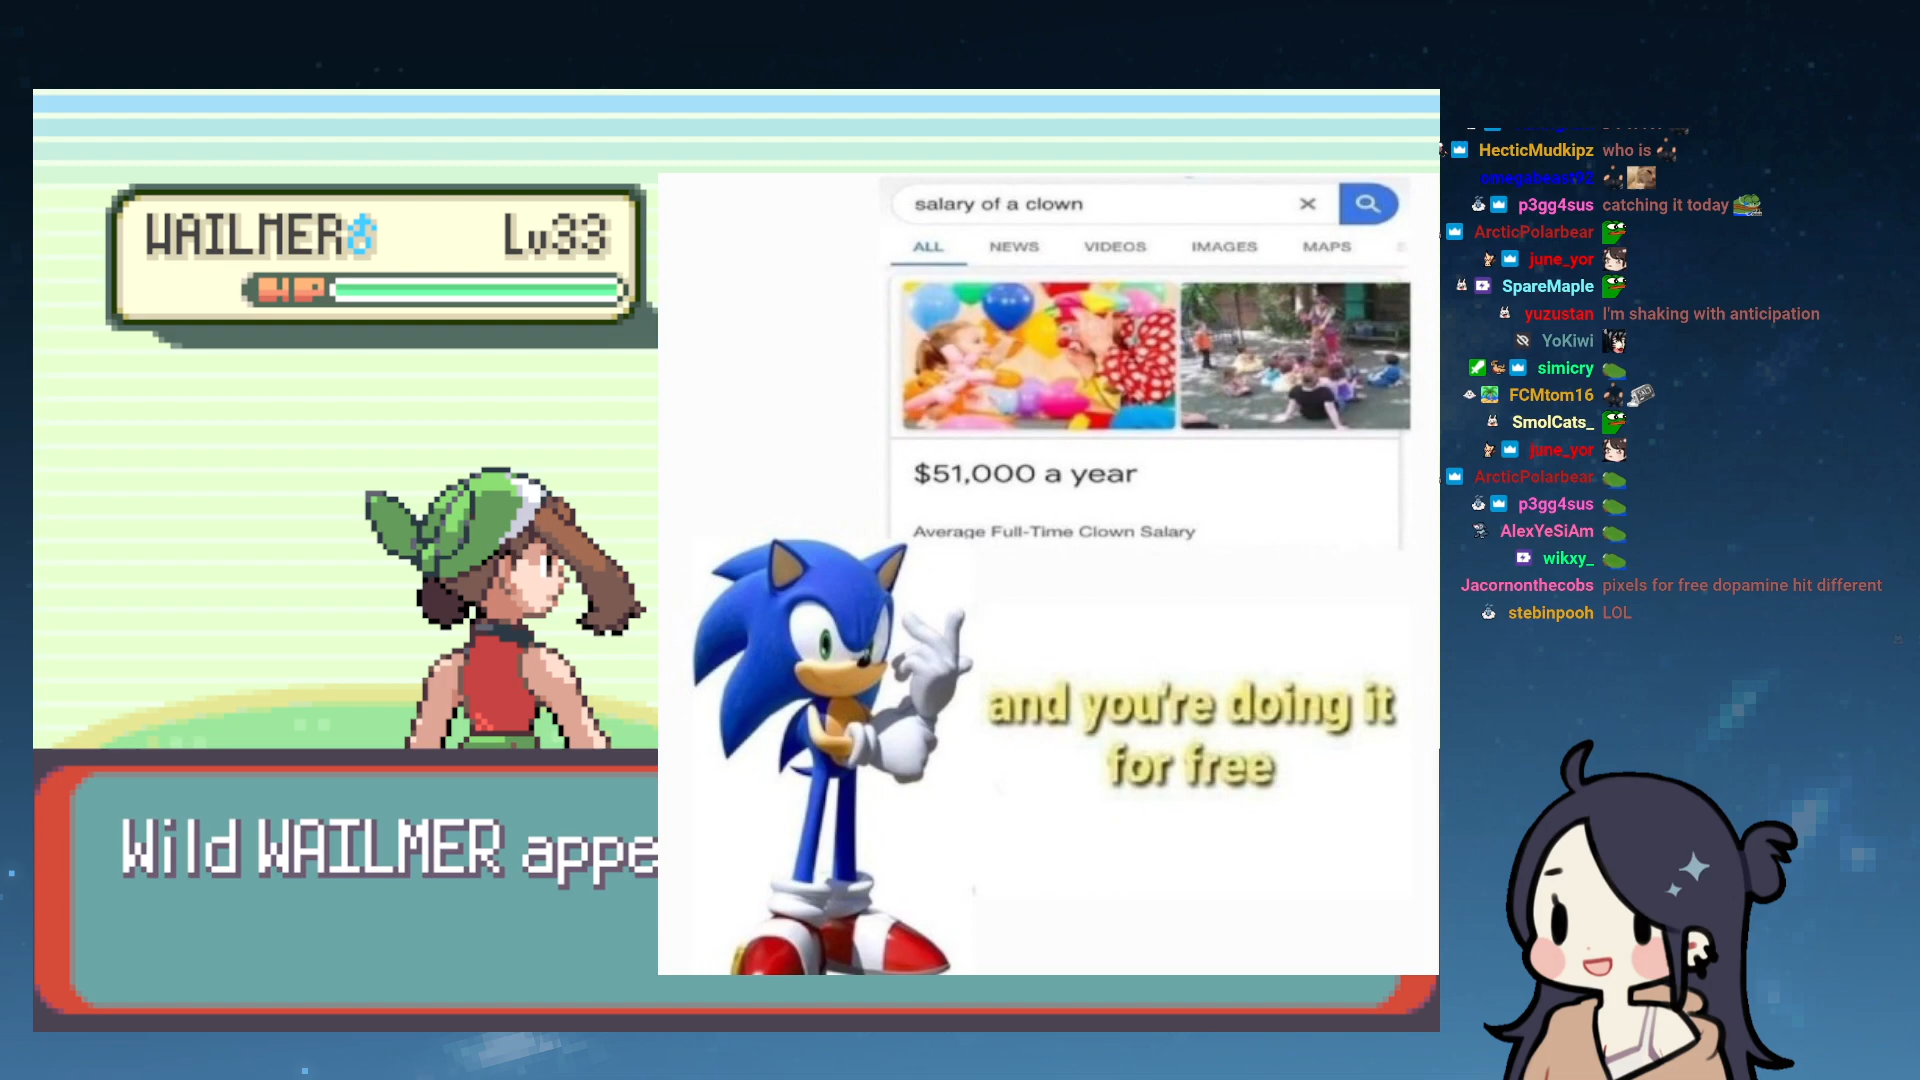 WAILMER♂ Lv33
HP
Wild WAILMER appe
salary of a clown
ALL NEWS VIDEOS IMAGES MAPS
$51,000 a year
Average Full-Time Clown Salary
and you're doing it
for free
HecticMudkipz who is
omegabeast92
p3gg4sus catching it today
ArcticPolarbear
june_yor
SpareMaple
yuzustan I'm shaking with anticipation
YoKiwi
simicry
FCMtom16
SmolCats_
june_yor
ArcticPolarbear
p3gg4sus
AlexYeSiAm
wikxy_
Jacornonthecobs pixels for free dopamine hit different
stebinpooh LOL